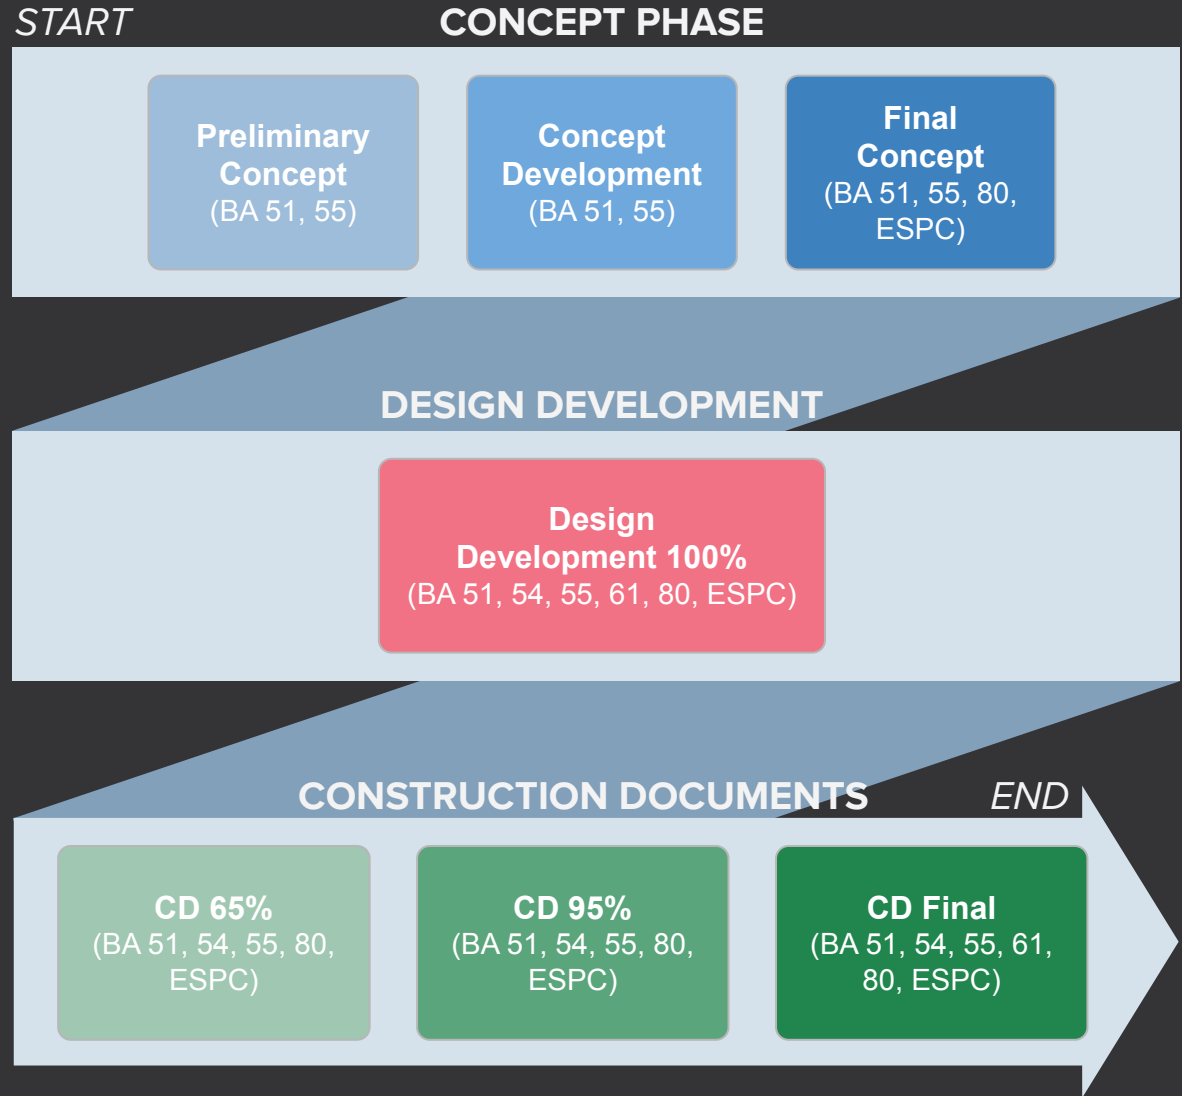 START
CONCEPT PHASE
Preliminary
Concept
(BA 51, 55)
Concept
Development
(BA 51, 55)
Final
Concept
(BA 51, 55, 80,
ESPC)
DESIGN DEVELOPMENT
Design
Development 100%
(BA 51, 54, 55, 61, 80, ESPC)
CONSTRUCTION DOCUMENTS
END
CD 65%
(BA 51, 54, 55, 80,
ESPC)
CD 95%
(BA 51, 54, 55, 80,
ESPC)
CD Final
(BA 51, 54, 55, 61,
80, ESPC)